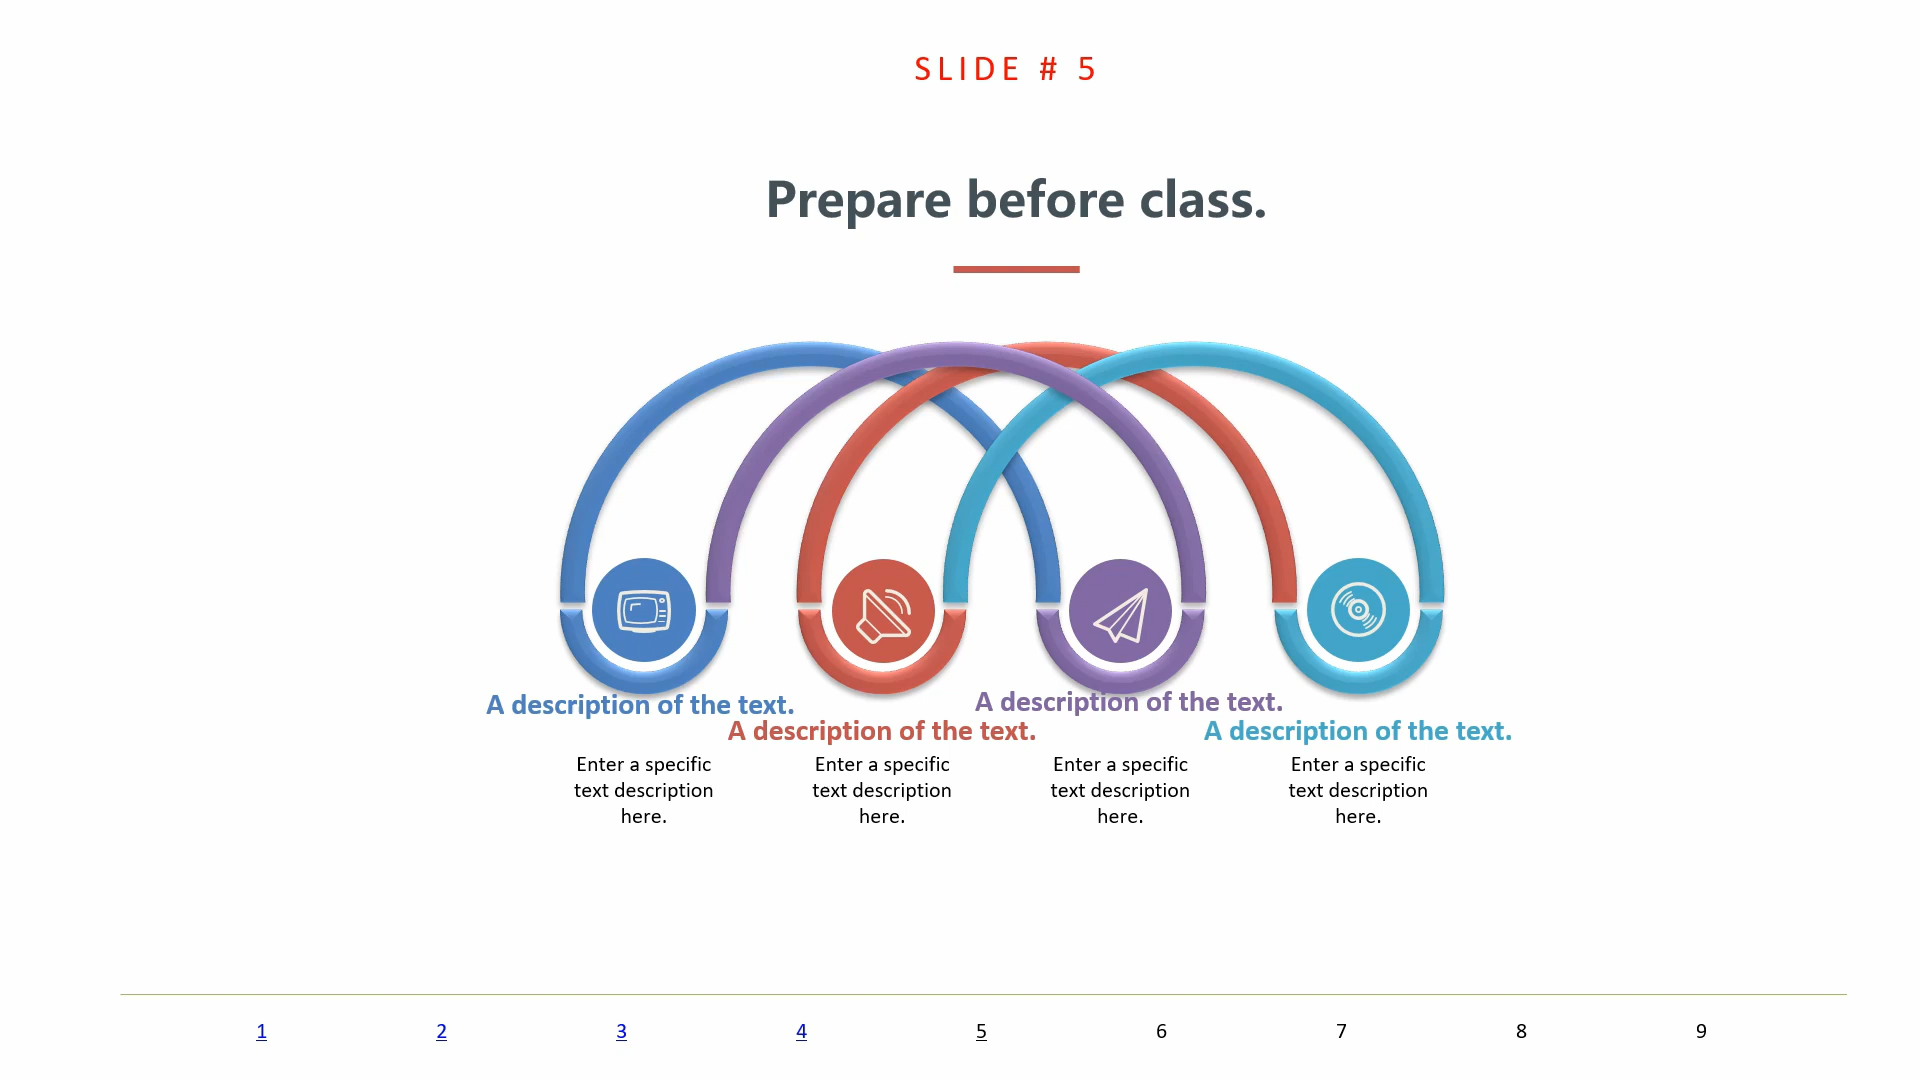 SLIDE # 5
Prepare before class.
A description of the text.
A description of the text.
A description of the text.
A description of the text.
Enter a specific
text description
here.
Enter a specific
text description
here.
Enter a specific
text description
here.
Enter a specific
text description
here.
1 2 3 4 5 6 7 8 9